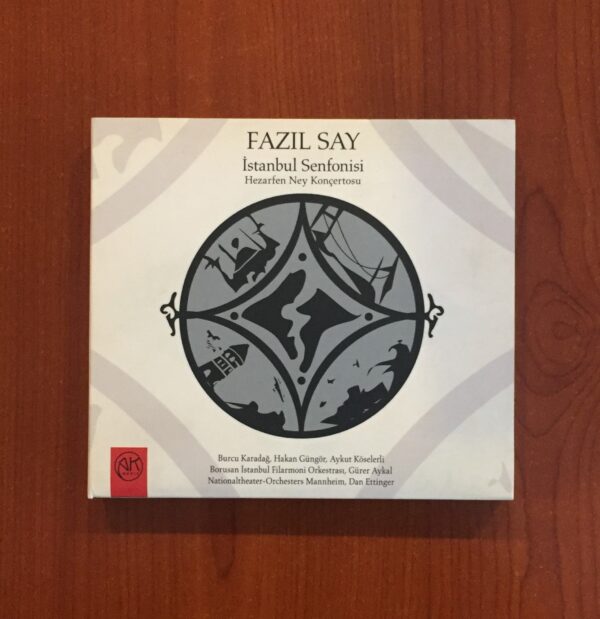 FAZIL SAY
İstanbul Senfonisi
Hezarfen Ney Konçertosu
Burcu Karadağ, Hakan Güngör, Aykut Köselerli
Borusan İstanbul Filarmoni Orkestrası, Gürer Aykal
Nationaltheater-Orchesters Mannheim, Dan Ettinger
AK